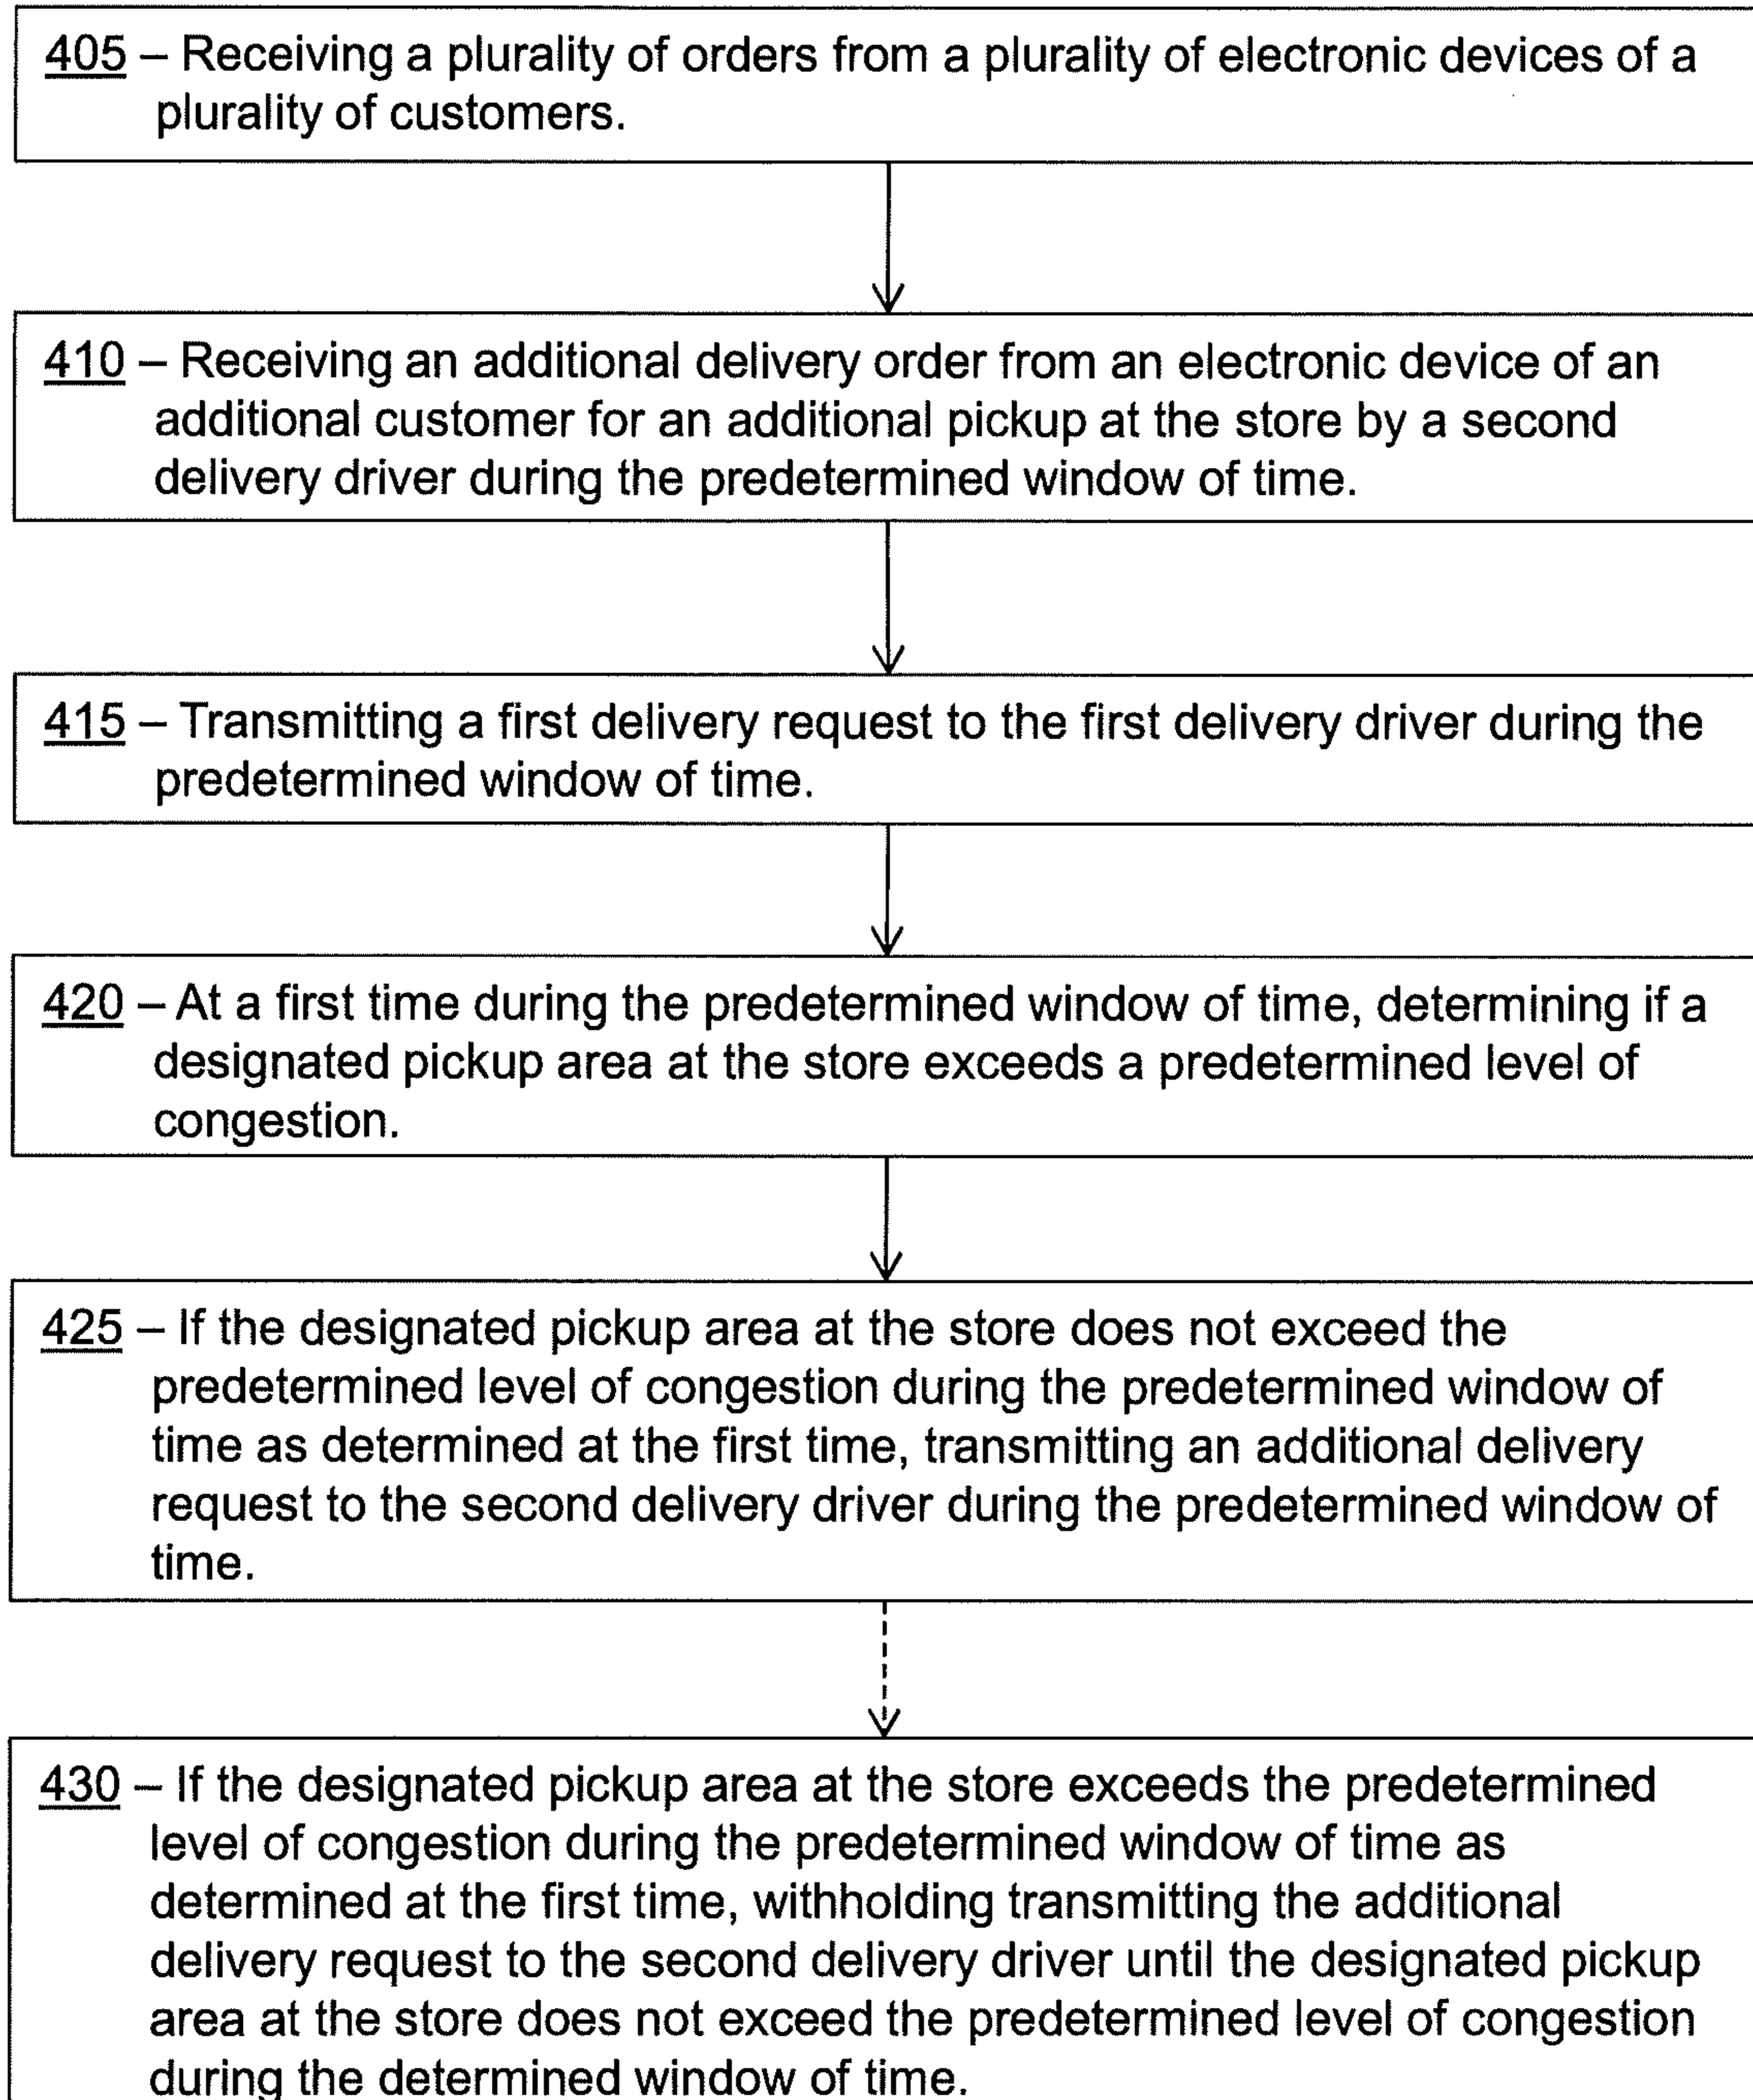 405 – Receiving a plurality of orders from a plurality of electronic devices of a
plurality of customers.
410 – Receiving an additional delivery order from an electronic device of an
additional customer for an additional pickup at the store by a second
delivery driver during the predetermined window of time.
415 – Transmitting a first delivery request to the first delivery driver during the
predetermined window of time.
420 – At a first time during the predetermined window of time, determining if a
designated pickup area at the store exceeds a predetermined level of
congestion.
425 – If the designated pickup area at the store does not exceed the
predetermined level of congestion during the predetermined window of
time as determined at the first time, transmitting an additional delivery
request to the second delivery driver during the predetermined window of
time.
430 – If the designated pickup area at the store exceeds the predetermined
level of congestion during the predetermined window of time as
determined at the first time, withholding transmitting the additional
delivery request to the second delivery driver until the designated pickup
area at the store does not exceed the predetermined level of congestion
during the determined window of time.